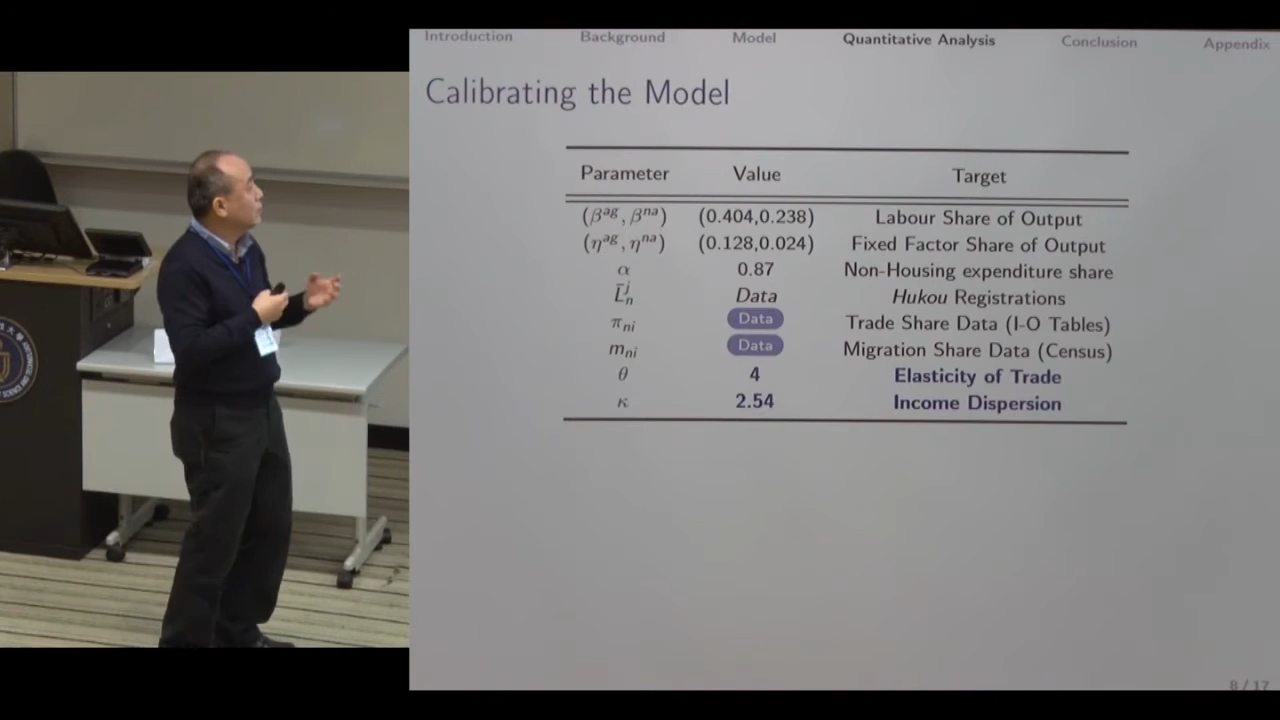 Introduction Background Model Quantitative Analysis Conclusion Appendix
Calibrating the Model
Parameter Value Target
(β^ag, β^na) (0.404,0.238) Labour Share of Output
(η^ag, η^na) (0.128,0.024) Fixed Factor Share of Output
α 0.87 Non-Housing expenditure share
L̄_n^j Data Hukou Registrations
π_ni Data Trade Share Data (I-O Tables)
m_ni Data Migration Share Data (Census)
θ 4 Elasticity of Trade
κ 2.54 Income Dispersion
8 / 17